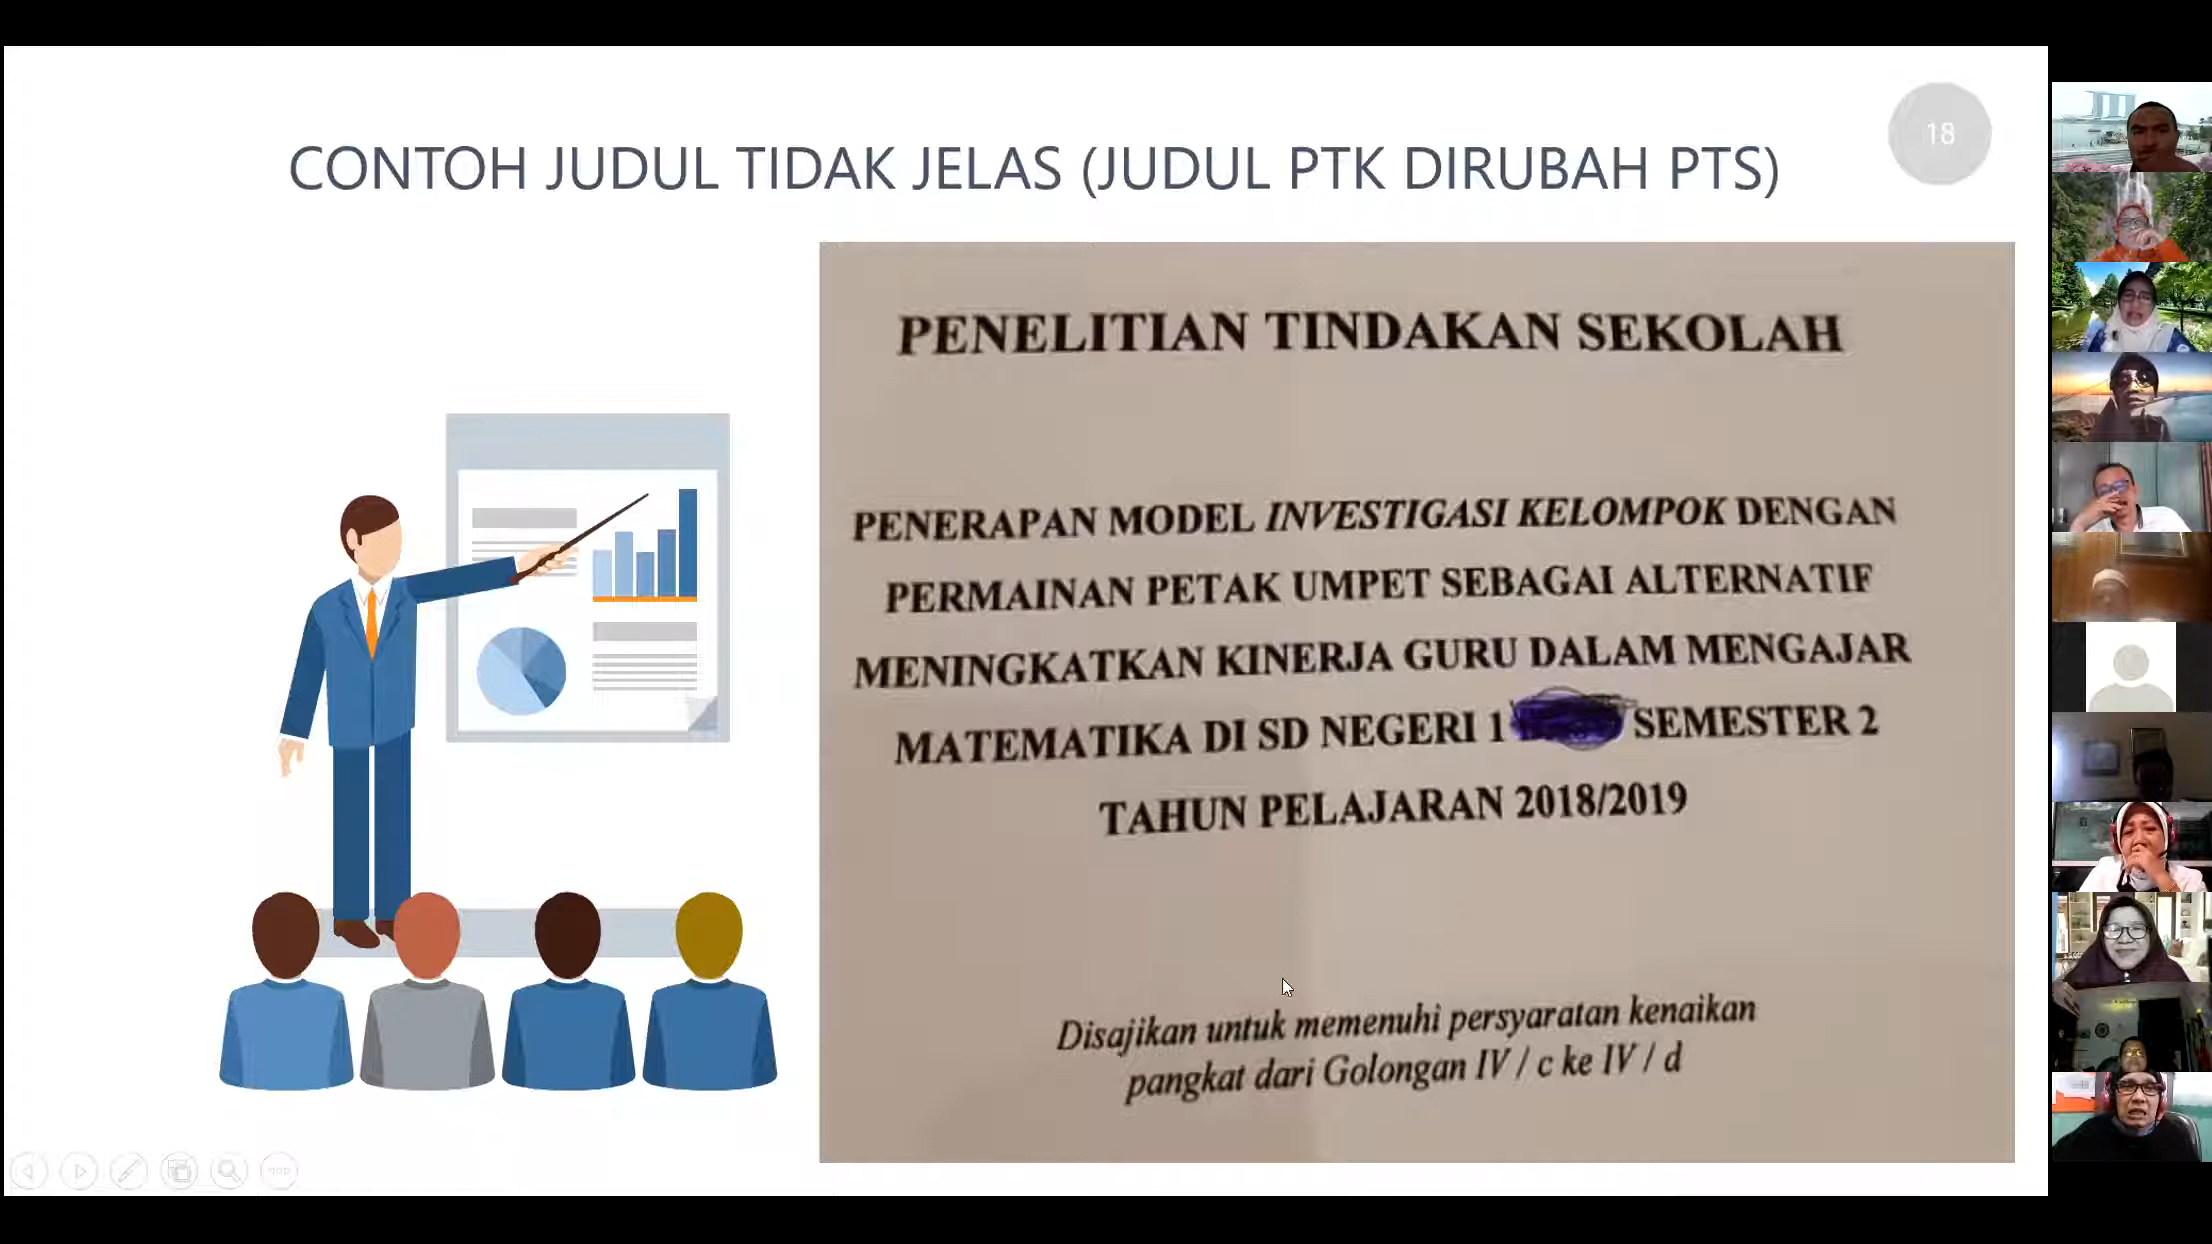 18
CONTOH JUDUL TIDAK JELAS (JUDUL PTK DIRUBAH PTS)
PENELITIAN TINDAKAN SEKOLAH
PENERAPAN MODEL INVESTIGASI KELOMPOK DENGAN
PERMAINAN PETAK UMPET SEBAGAI ALTERNATIF
MENINGKATKAN KINERJA GURU DALAM MENGAJAR
MATEMATIKA DI SD NEGERI 1 SEMESTER 2
TAHUN PELAJARAN 2018/2019
Disajikan untuk memenuhi persyaratan kenaikan
pangkat dari Golongan IV / c ke IV / d